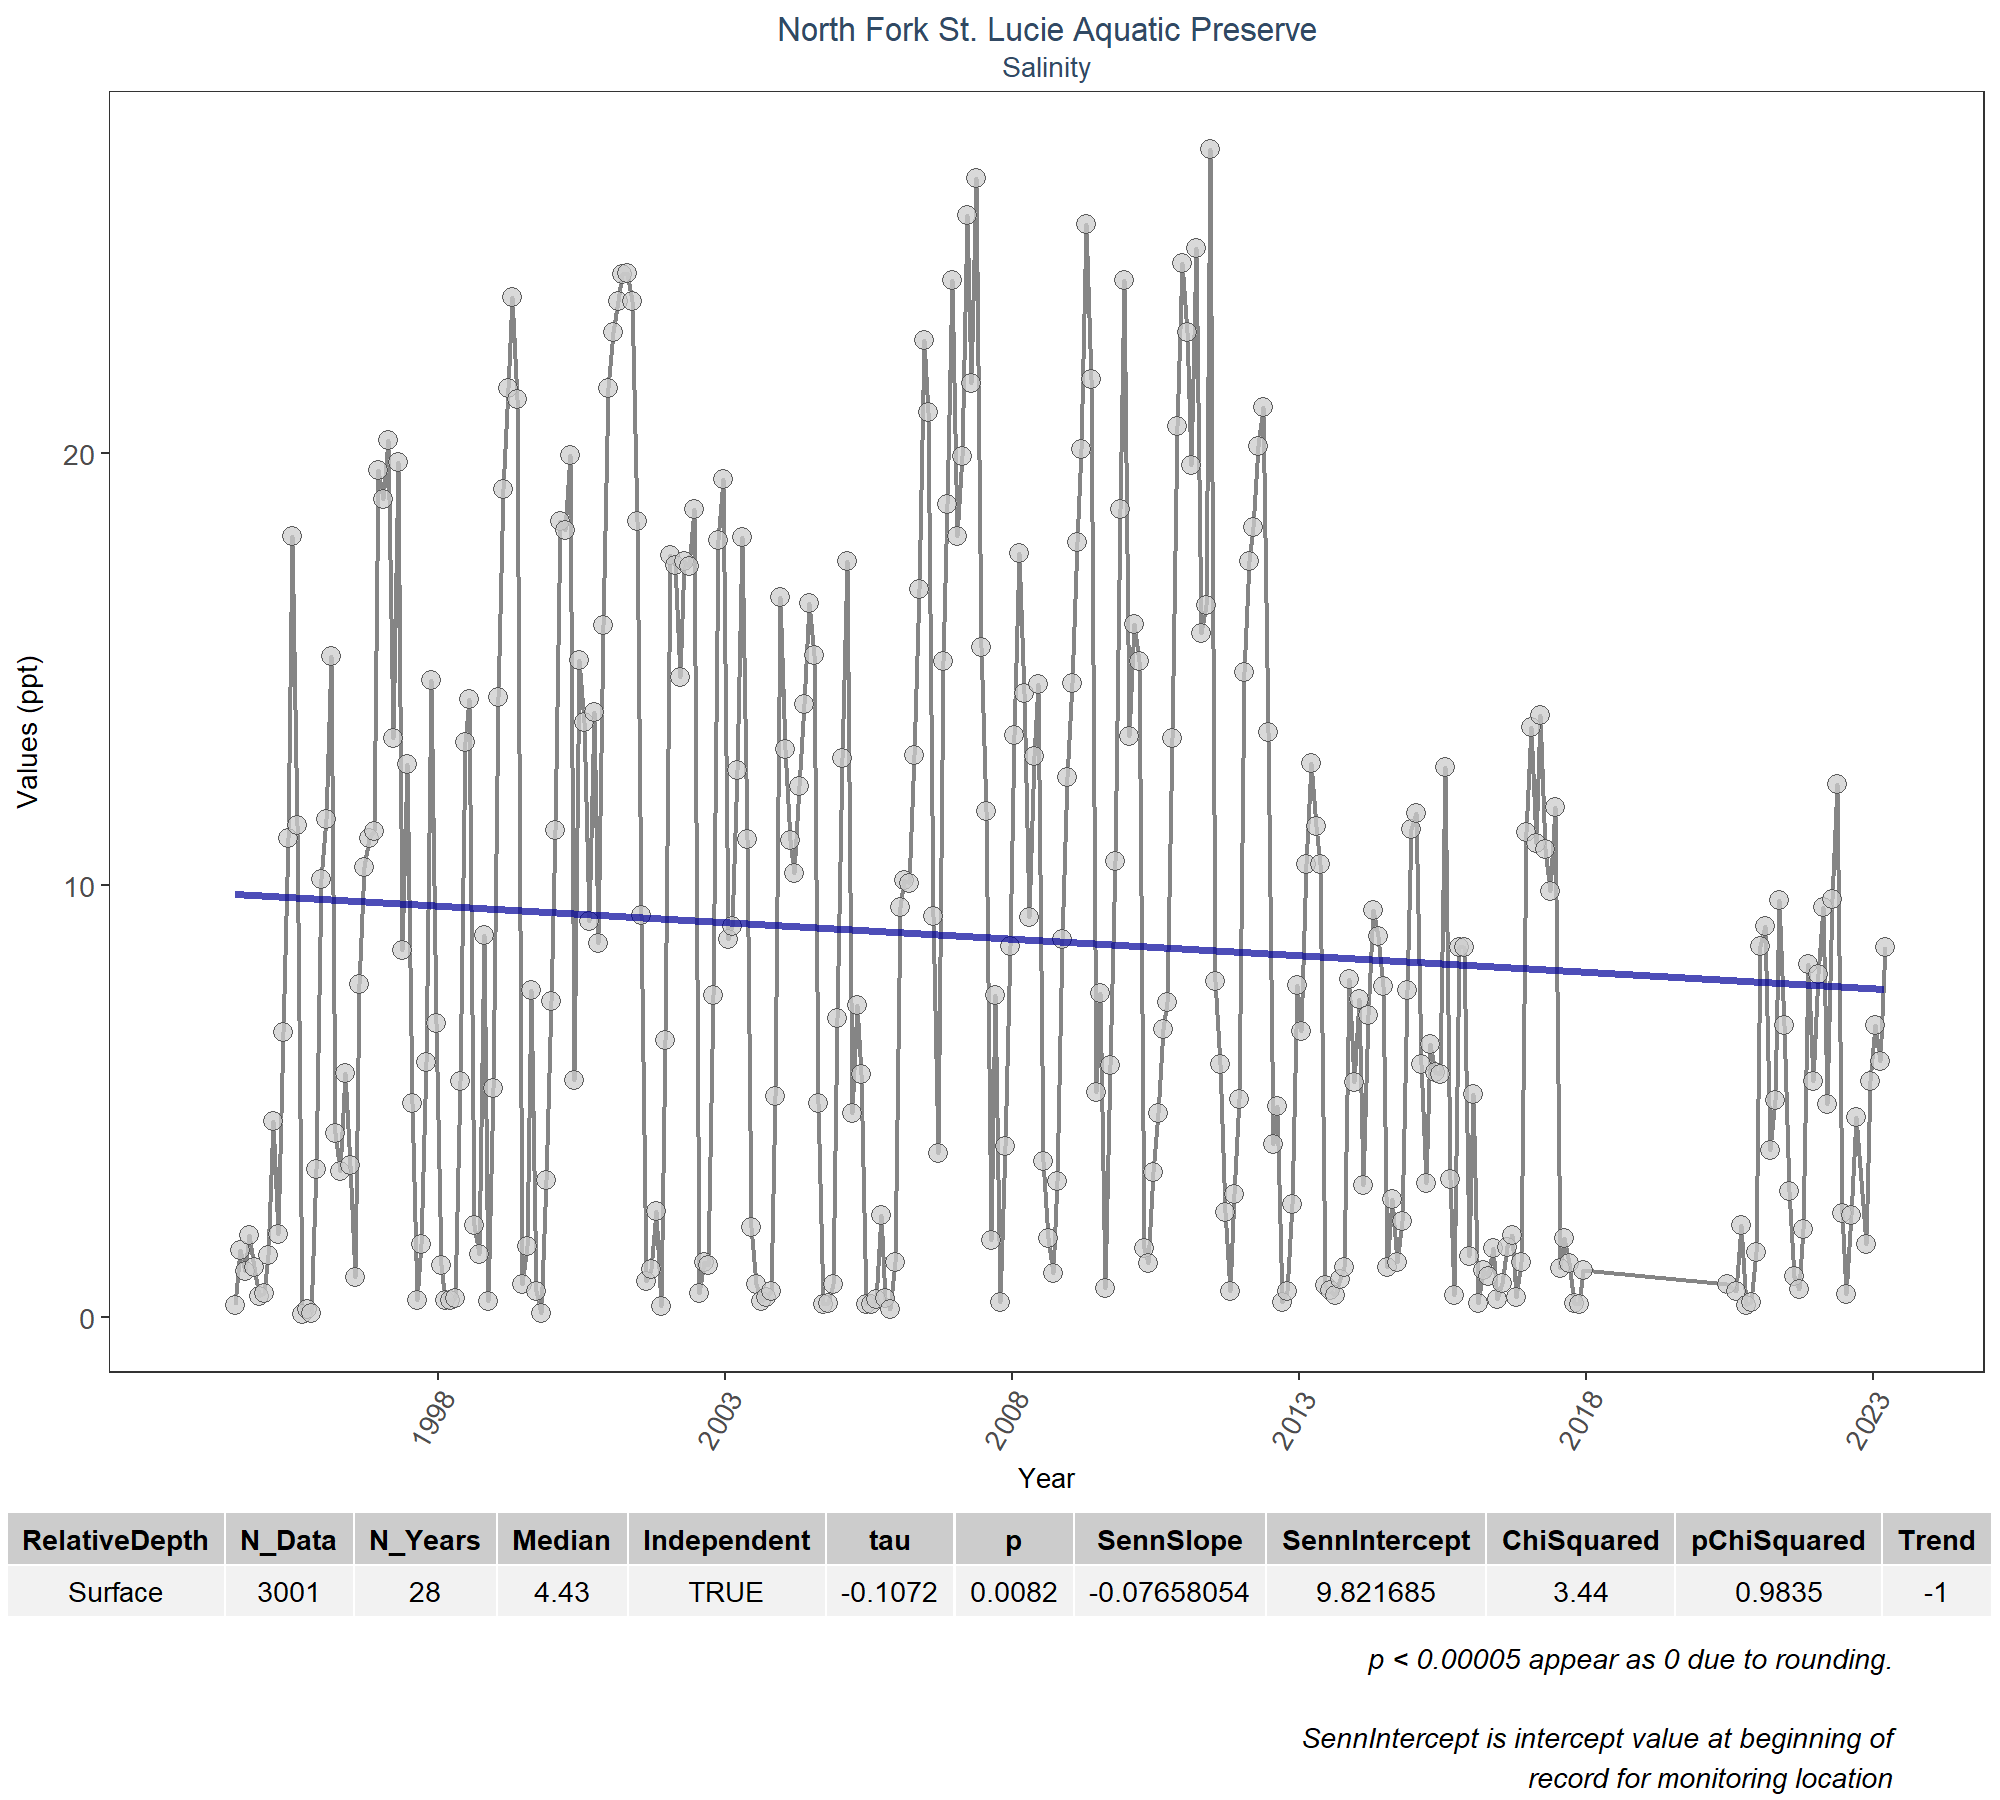 North Fork St. Lucie Aquatic Preserve
Salinity
Values (ppt)
20
10
0
1998
2003
2008
2013
2018
2023
Year
RelativeDepth N_Data N_Years Median Independent tau p SennSlope SennIntercept ChiSquared pChiSquared Trend
Surface 3001 28 4.43 TRUE -0.1072 0.0082 -0.07658054 9.821685 3.44 0.9835 -1
p < 0.00005 appear as 0 due to rounding.
SennIntercept is intercept value at beginning of
record for monitoring location